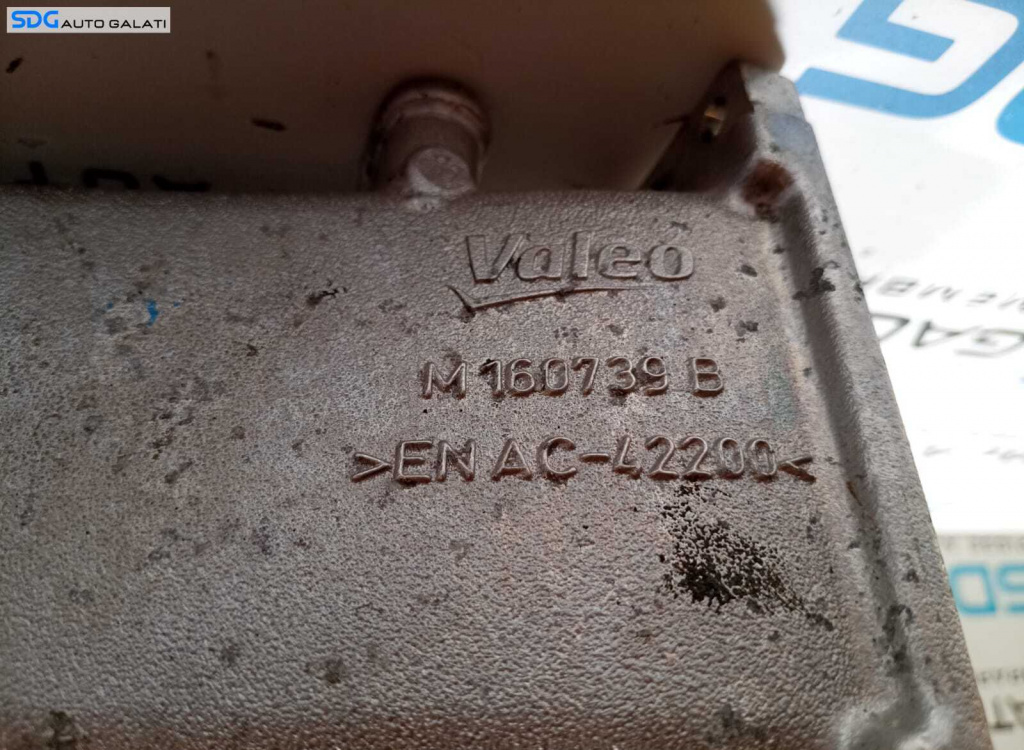 SDG AUTO GALATI
Valeo
M 160739 B
>EN AC-42200<